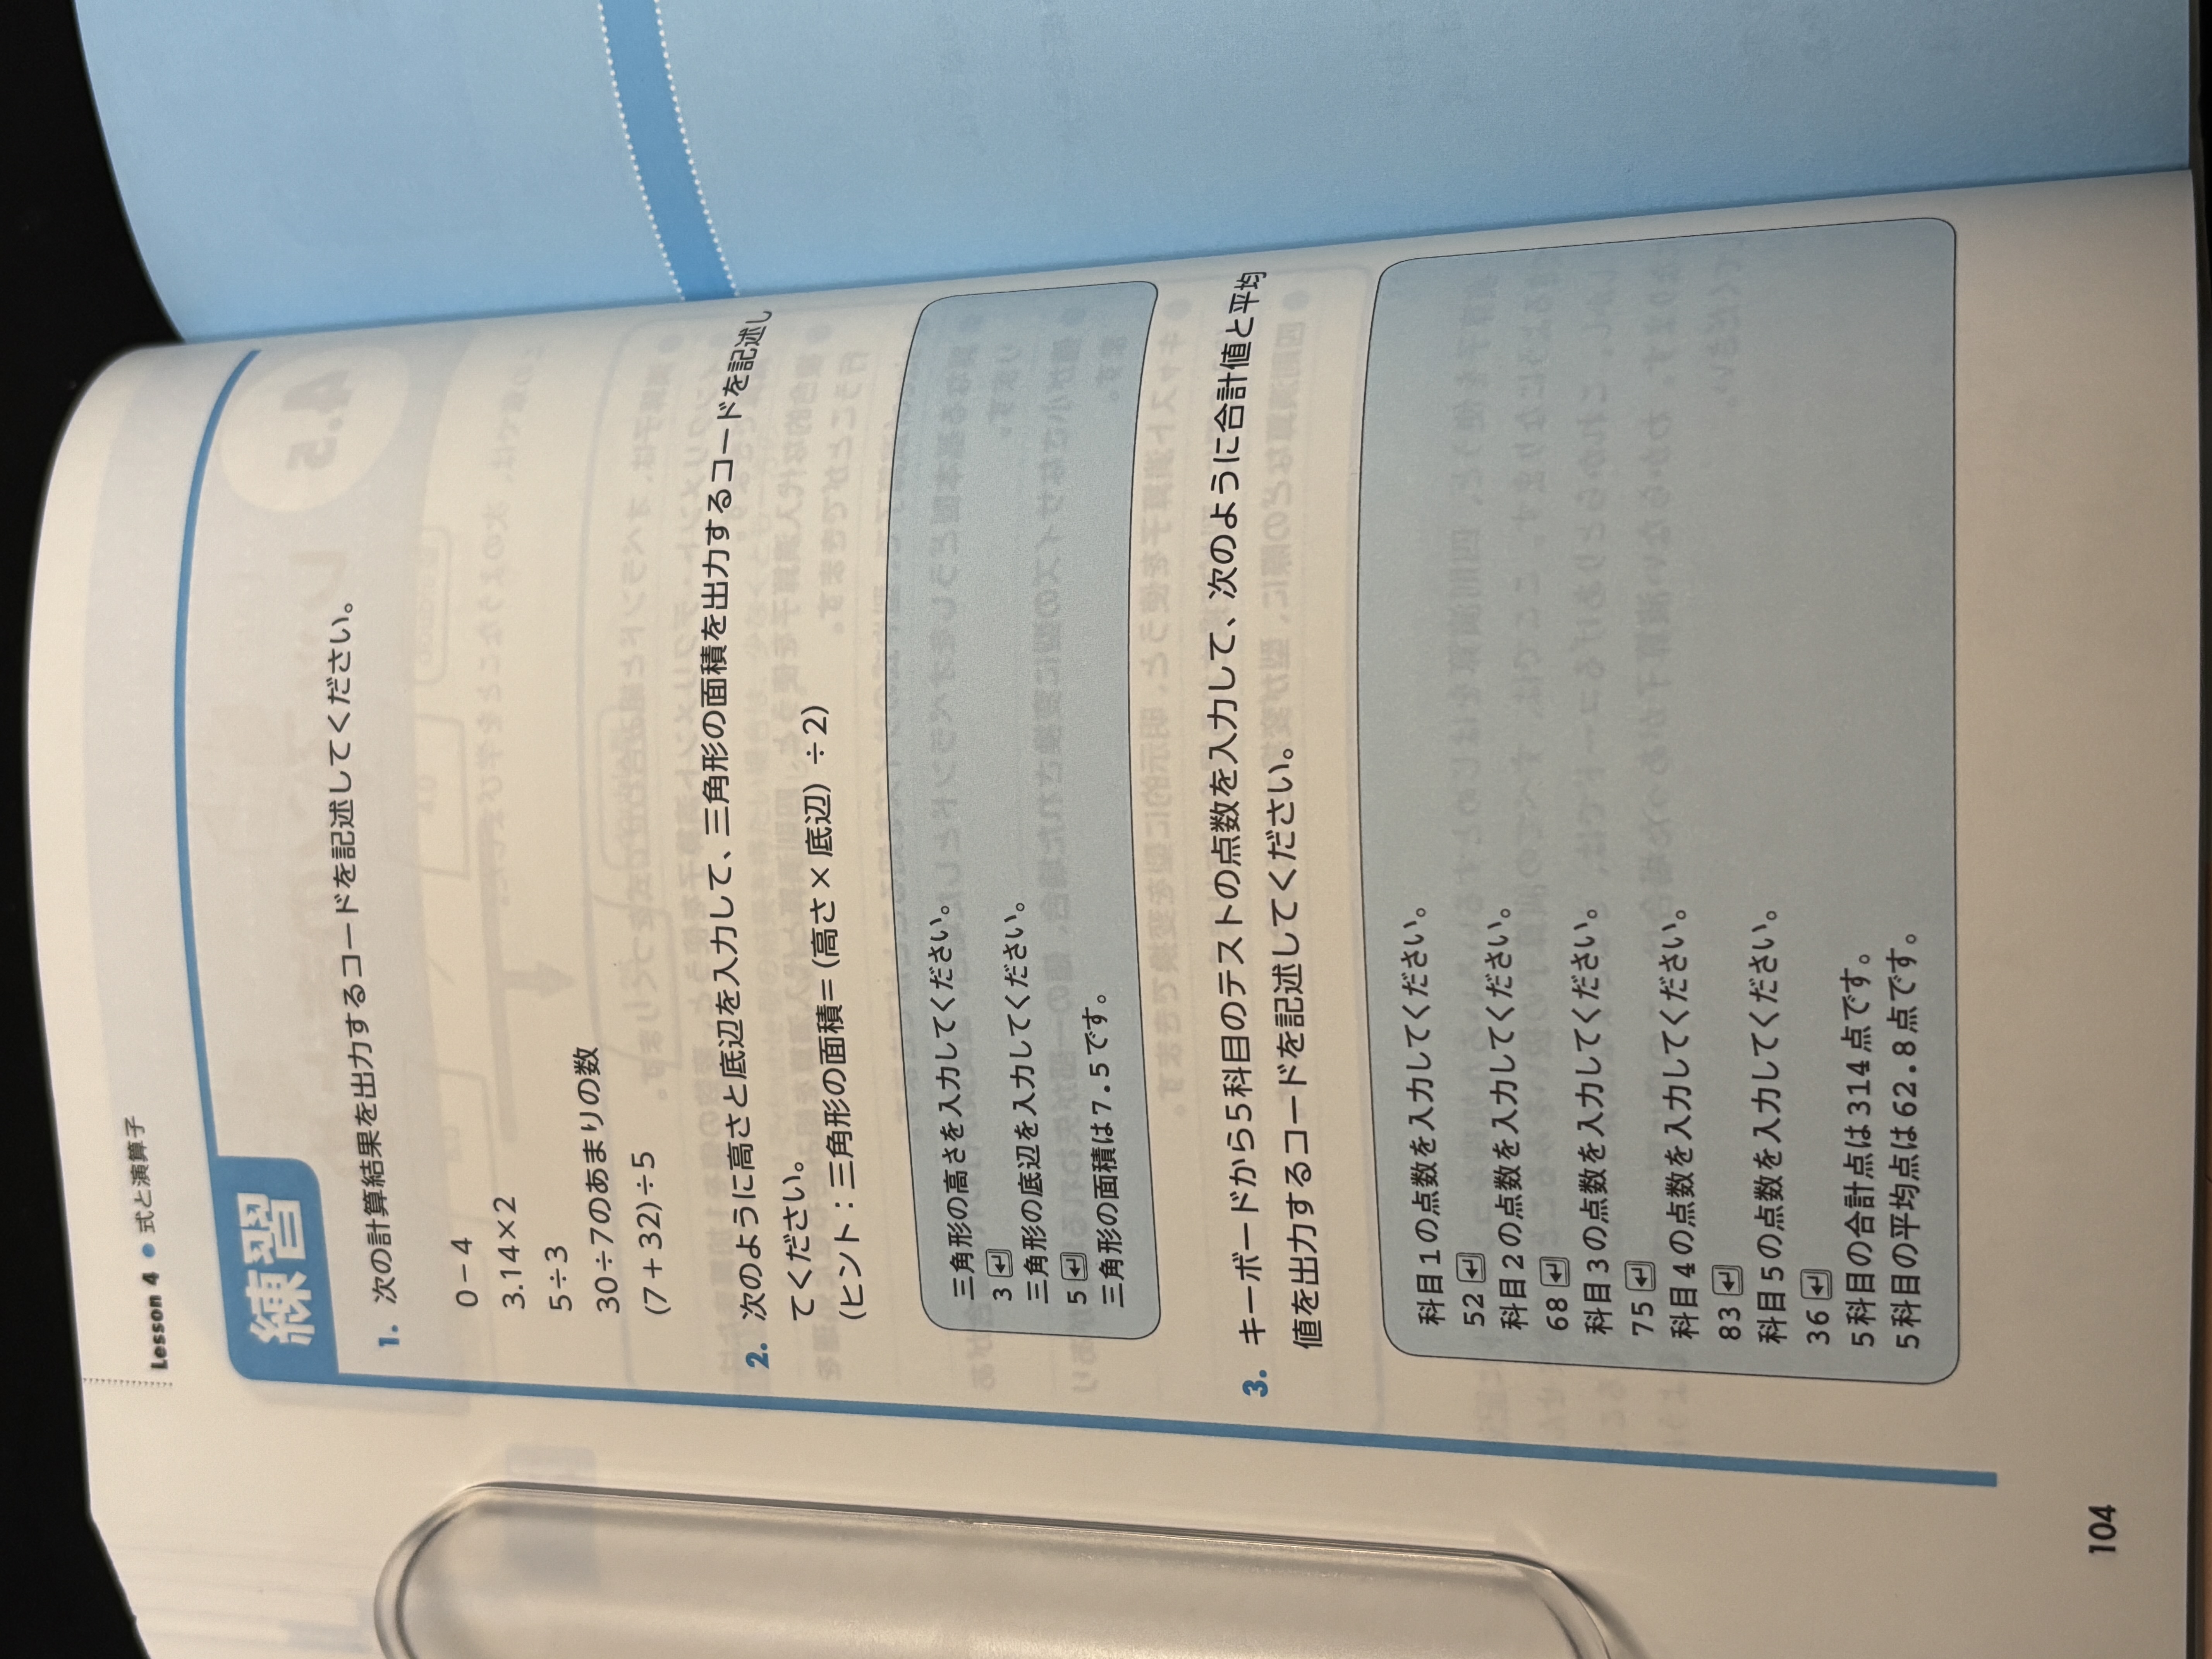 Lesson 4 ● 式と演算子
練習
1. 次の計算結果を出力するコードを記述してください。
0－4
3.14×2
5÷3
30÷7のあまりの数
(7＋32)÷5
2. 次のように高さと底辺を入力して、三角形の面積を出力するコードを記述し
てください。
(ヒント：三角形の面積＝(高さ×底辺) ÷2)
三角形の高さを入力してください。
3 ↵
三角形の底辺を入力してください。
5 ↵
三角形の面積は7.5です。
3. キーボードから5科目のテストの点数を入力して、次のように合計値と平均
値を出力するコードを記述してください。
科目1の点数を入力してください。
52 ↵
科目2の点数を入力してください。
68 ↵
科目3の点数を入力してください。
75 ↵
科目4の点数を入力してください。
83 ↵
科目5の点数を入力してください。
36 ↵
5科目の合計点は314点です。
5科目の平均点は62.8点です。
104